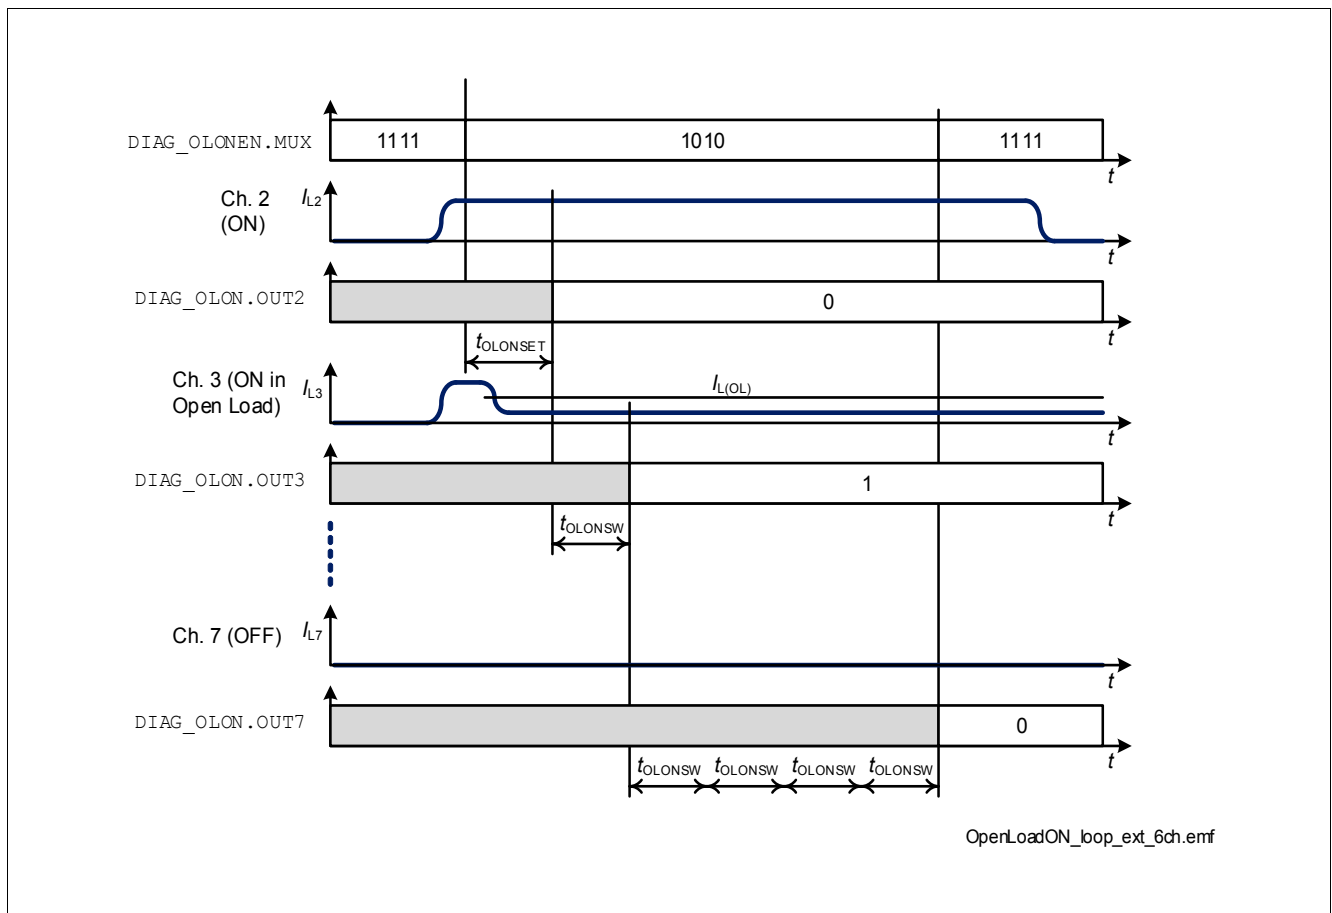 DIAG_OLONEN.MUX
1111
1010
1111
t
Ch. 2
(ON)
IL2
t
DIAG_OLON.OUT2
0
t
tOLONSET
Ch. 3 (ON in
Open Load)
IL3
IL(OL)
t
DIAG_OLON.OUT3
1
t
tOLONSW
Ch. 7 (OFF)
IL7
t
DIAG_OLON.OUT7
0
t
tOLONSW tOLONSW tOLONSW tOLONSW
OpenLoadON_loop_ext_6ch.emf